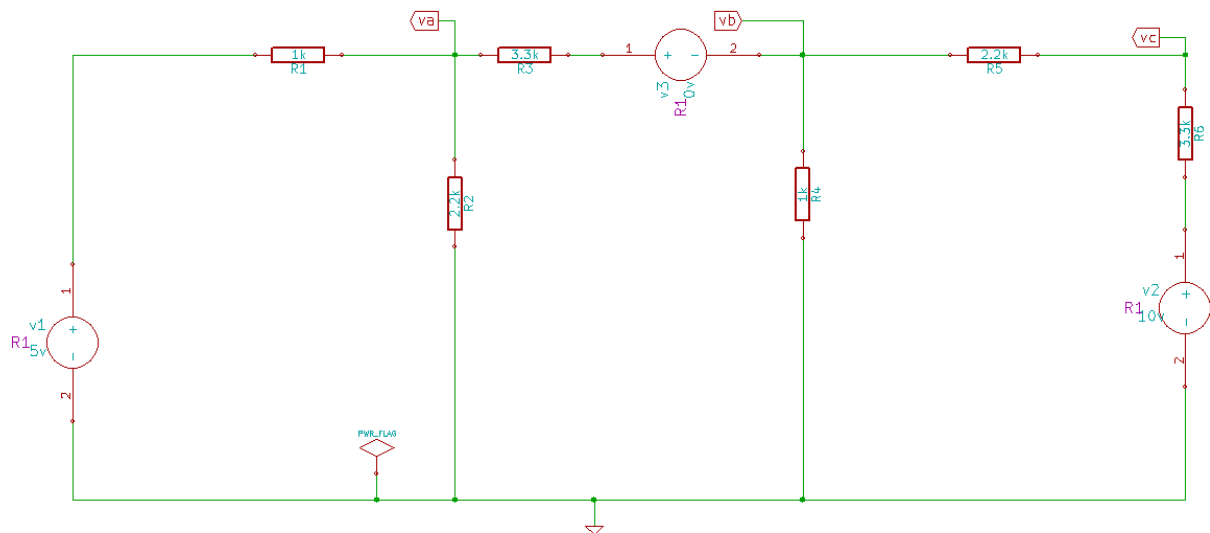 va
vb
vc
1k
R1
3.3k
R3
1
+
-
2
v3
0v
R1
2.2k
R5
3.3k
R6
2.2k
R2
1k
R4
1
v1
+
R1
5v
-
2
1
v2
+
R1
10v
-
2
PWR_FLAG